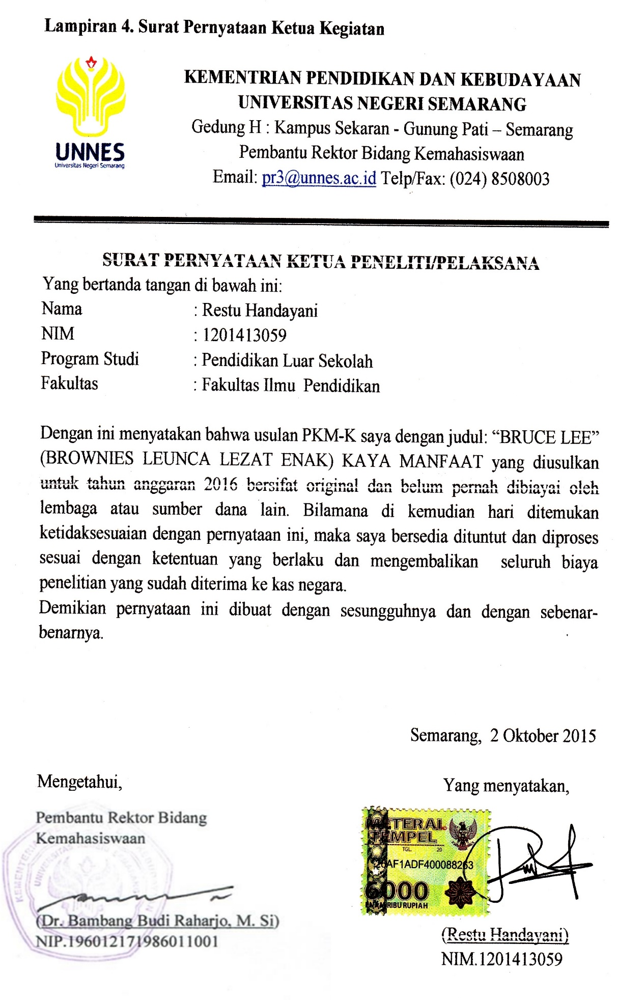 Lampiran 4. Surat Pernyataan Ketua Kegiatan
UNNES
Universitas Negeri Semarang
KEMENTRIAN PENDIDIKAN DAN KEBUDAYAAN
UNIVERSITAS NEGERI SEMARANG
Gedung H : Kampus Sekaran - Gunung Pati – Semarang
Pembantu Rektor Bidang Kemahasiswaan
Email: pr3@unnes.ac.id Telp/Fax: (024) 8508003
SURAT PERNYATAAN KETUA PENELITI/PELAKSANA
Yang bertanda tangan di bawah ini:
Nama : Restu Handayani
NIM : 1201413059
Program Studi : Pendidikan Luar Sekolah
Fakultas : Fakultas Ilmu Pendidikan
Dengan ini menyatakan bahwa usulan PKM-K saya dengan judul: “BRUCE LEE”
(BROWNIES LEUNCA LEZAT ENAK) KAYA MANFAAT yang diusulkan
untuk tahun anggaran 2016 bersifat original dan belum pernah dibiayai oleh
lembaga atau sumber dana lain. Bilamana di kemudian hari ditemukan
ketidaksesuaian dengan pernyataan ini, maka saya bersedia dituntut dan diproses
sesuai dengan ketentuan yang berlaku dan mengembalikan seluruh biaya
penelitian yang sudah diterima ke kas negara.
Demikian pernyataan ini dibuat dengan sesungguhnya dan dengan sebenar-
benarnya.
Semarang, 2 Oktober 2015
Mengetahui,
Pembantu Rektor Bidang
Kemahasiswaan
(Dr. Bambang Budi Raharjo, M. Si)
NIP.196012171986011001
Yang menyatakan,
METERAI
TEMPEL
TGL. 20
AF1ADF400088263
6000
ENAM RIBU RUPIAH
(Restu Handayani)
NIM.1201413059